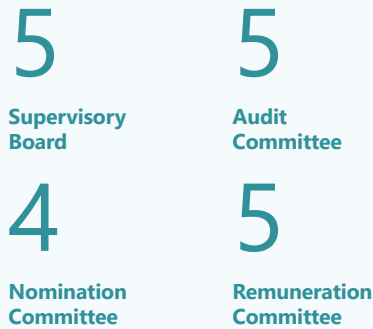 5
Supervisory
Board
5
Audit
Committee
4
Nomination
Committee
5
Remuneration
Committee